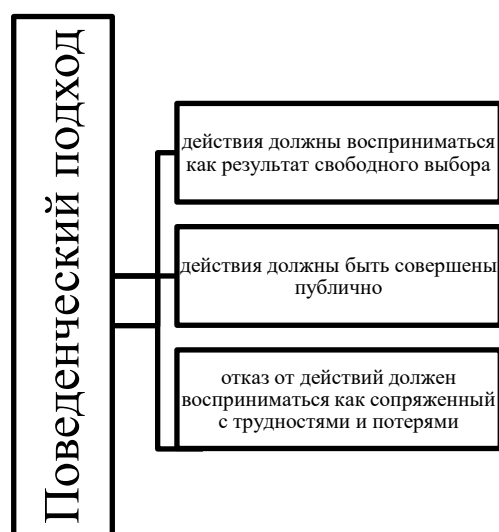 Поведенческий подход
действия должны восприниматься
как результат свободного выбора
действия должны быть совершены
публично
отказ от действий должен
восприниматься как сопряженный
с трудностями и потерями